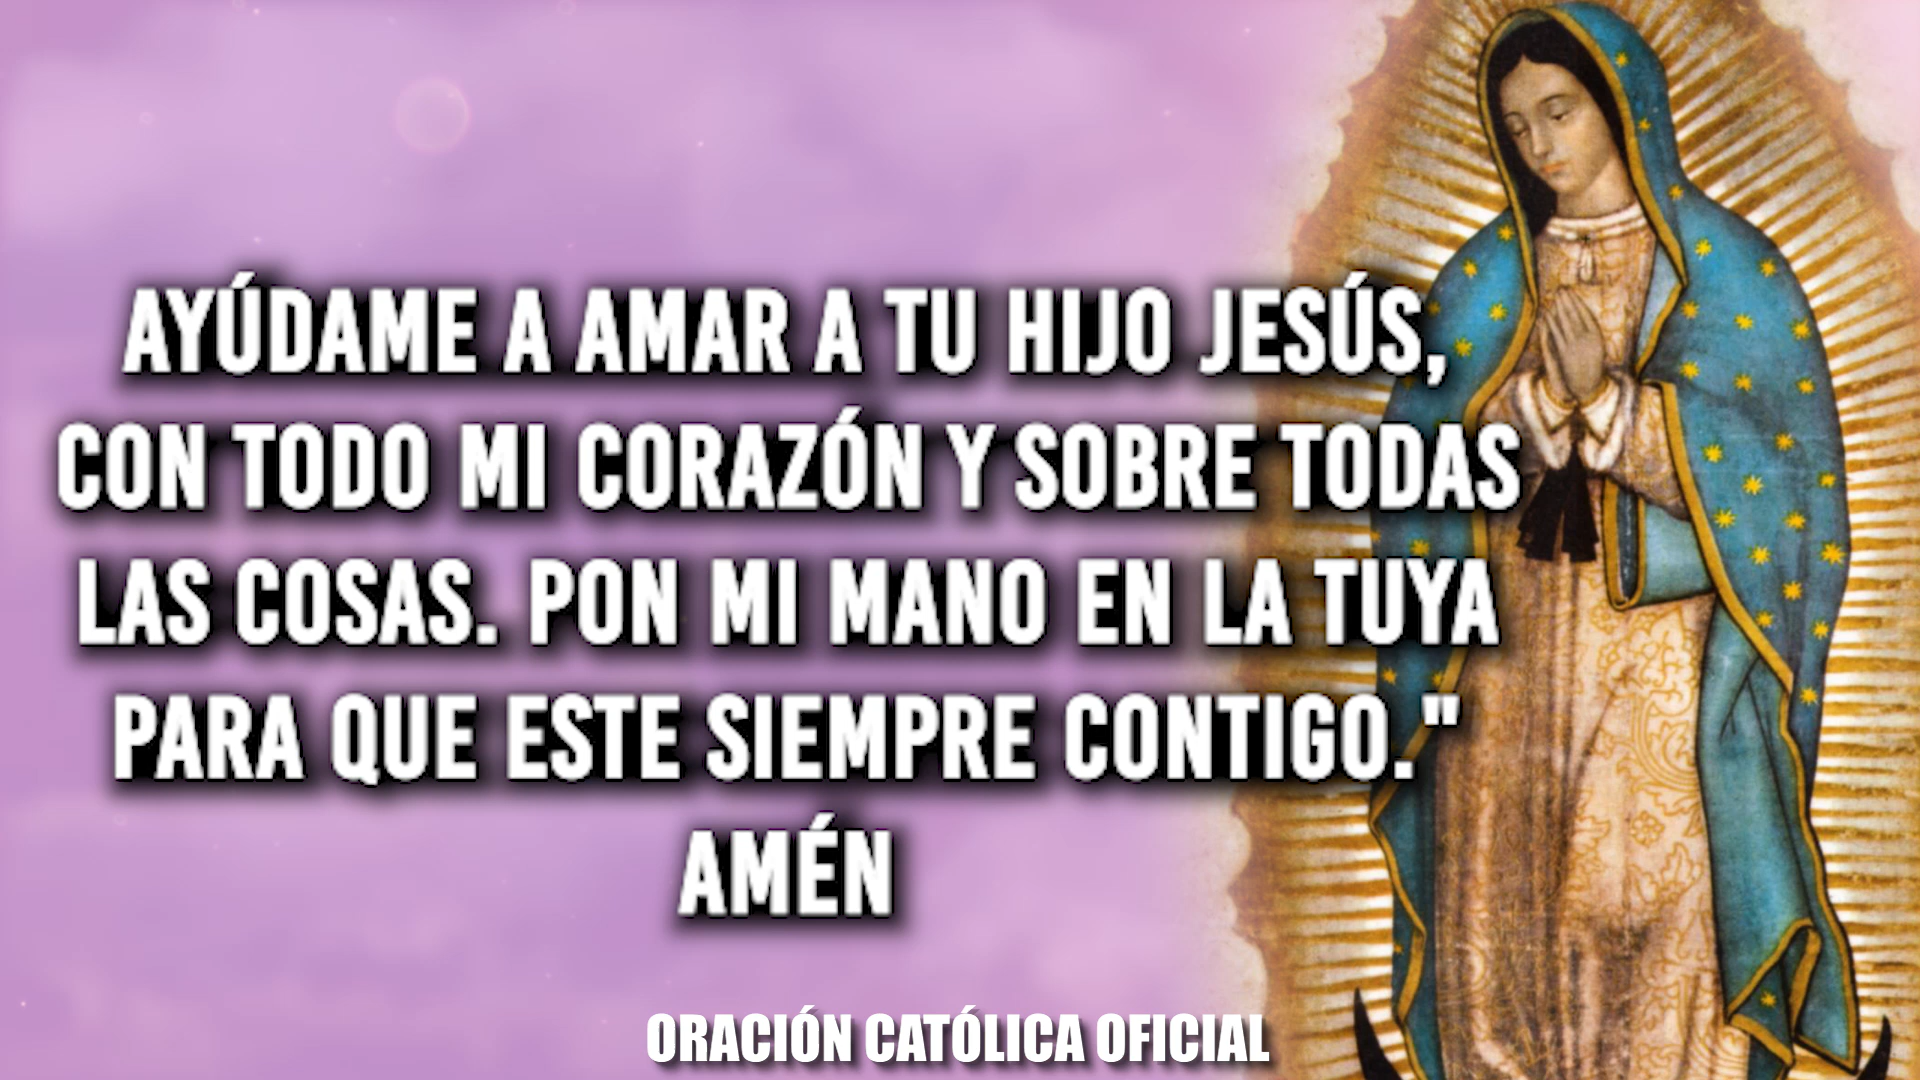 AYÚDAME A AMAR A TU HIJO JESÚS,
CON TODO MI CORAZÓN Y SOBRE TODAS
LAS COSAS. PON MI MANO EN LA TUYA
PARA QUE ESTE SIEMPRE CONTIGO."
AMÉN
ORACIÓN CATÓLICA OFICIAL